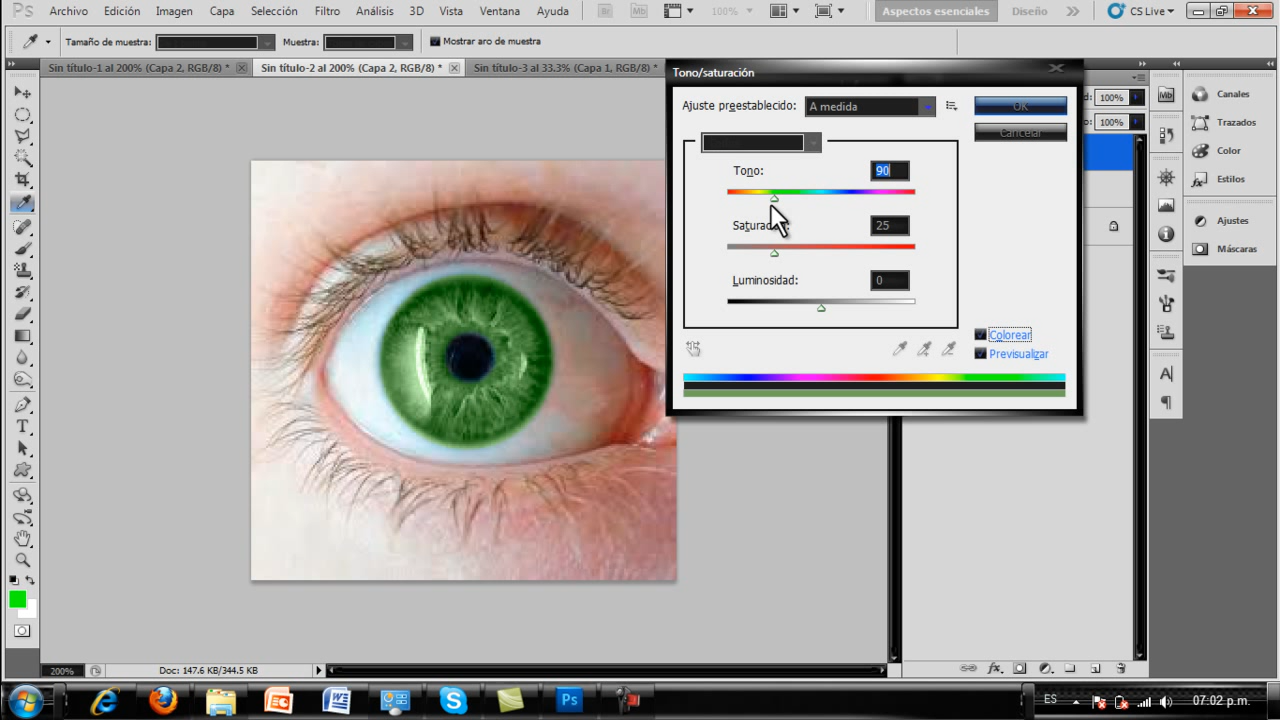 Ps Archivo Edición Imagen Capa Selección Filtro Análisis 3D Vista Ventana Ayuda Br Mb 100% Aspectos esenciales Diseño CS Live
Tamaño de muestra: Muestra: Mostrar aro de muestra
Sin título-1 al 200% (Capa 2, RGB/8) * Sin título-2 al 200% (Capa 2, RGB/8) * Sin título-3 al 33.3% (Capa 1, RGB/8) *
Tono/saturación
Ajuste preestablecido: A medida OK
Cancelar
Tono: 90
25
Luminosidad: 0
Colorear
Previsualizar
d: 100%
o: 100%
Mb Canales
Trazados
Color
Estilos
Ajustes
Máscaras
200% Doc: 147.6 KB/344.5 KB
ES 07:02 p.m.